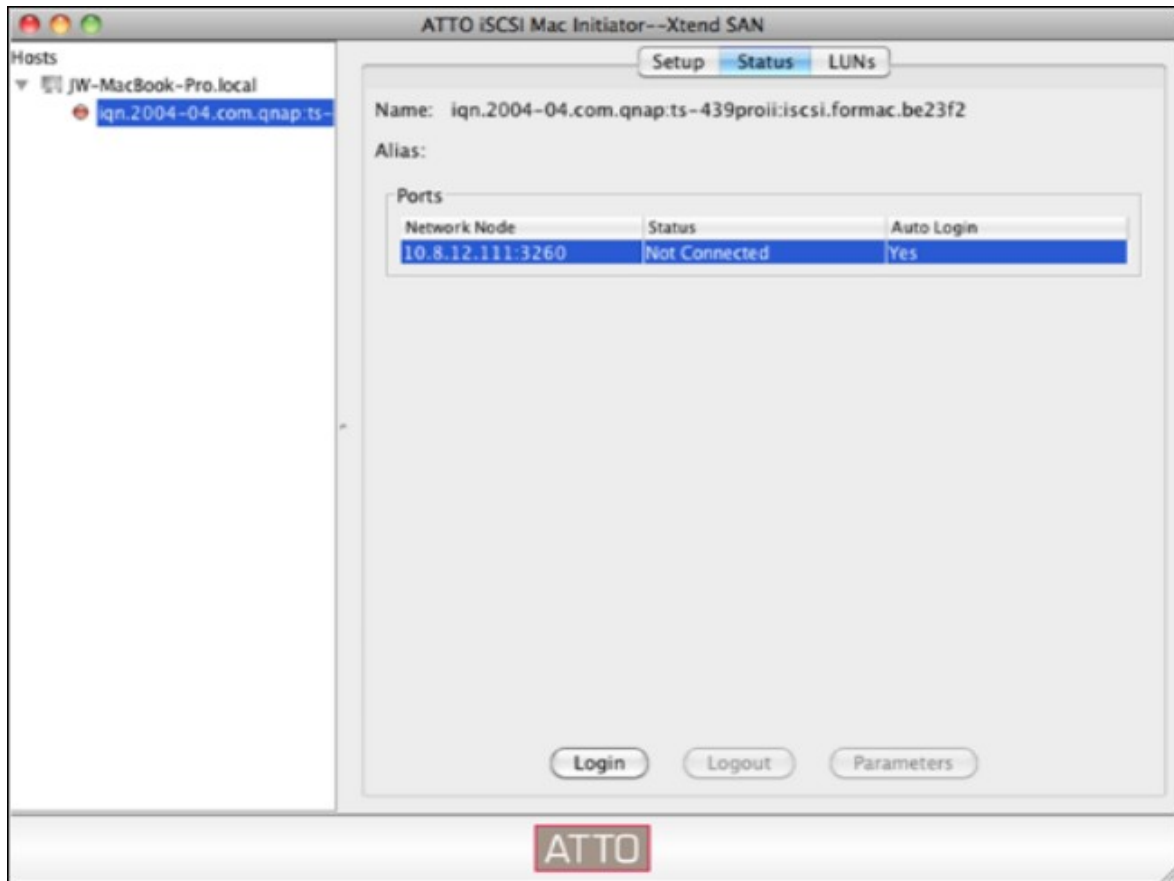 ATTO iSCSI Mac Initiator--Xtend SAN
Hosts
JW-MacBook-Pro.local
iqn.2004-04.com.qnap:ts-
Setup Status LUNs
Name: iqn.2004-04.com.qnap:ts-439proii:iscsi.formac.be23f2
Alias:
Ports
Network Node Status Auto Login
10.8.12.111:3260 Not Connected Yes
Login Logout Parameters
ATTO